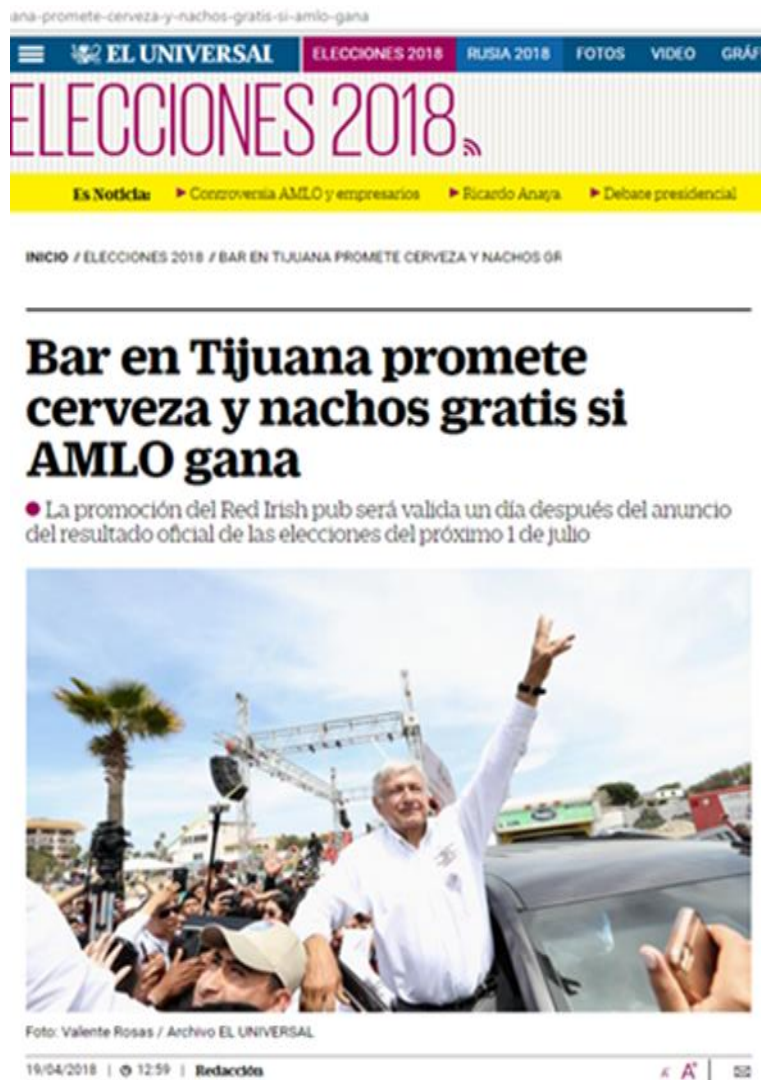 ana-promete-cerveza-y-nachos-gratis-si-amlo-gana
EL UNIVERSAL ELECCIONES 2018 RUSIA 2018 FOTOS VIDEO GRÁF
ELECCIONES 2018
Es Noticia: Controversia AMLO y empresarios Ricardo Anaya Debate presidencial
INICIO / ELECCIONES 2018 / BAR EN TIJUANA PROMETE CERVEZA Y NACHOS GR
Bar en Tijuana promete
cerveza y nachos gratis si
AMLO gana
La promoción del Red Irish pub será valida un día después del anuncio
del resultado oficial de las elecciones del próximo 1 de julio
Foto: Valente Rosas / Archivo EL UNIVERSAL
19/04/2018 | 12:59 | Redacción A A+